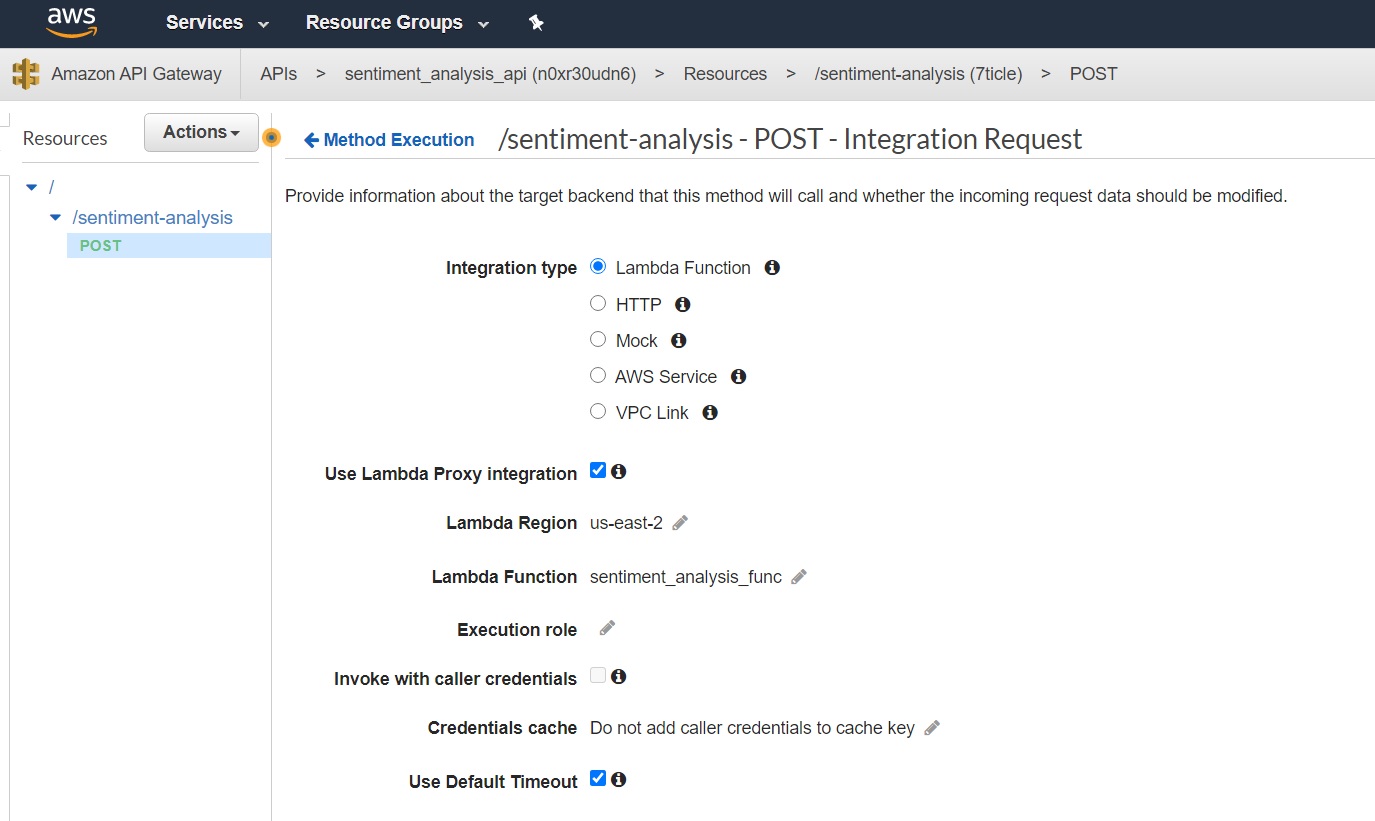 aws Services Resource Groups
Amazon API Gateway APIs > sentiment_analysis_api (n0xr30udn6) > Resources > /sentiment-analysis (7ticle) > POST
Resources Actions Method Execution /sentiment-analysis - POST - Integration Request
Provide information about the target backend that this method will call and whether the incoming request data should be modified.
/
/sentiment-analysis
POST
Integration type Lambda Function
HTTP
Mock
AWS Service
VPC Link
Use Lambda Proxy integration
Lambda Region us-east-2
Lambda Function sentiment_analysis_func
Execution role
Invoke with caller credentials
Credentials cache Do not add caller credentials to cache key
Use Default Timeout